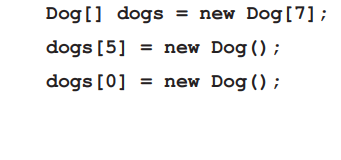 Dog[] dogs = new Dog[7];
dogs[5] = new Dog();
dogs[0] = new Dog();